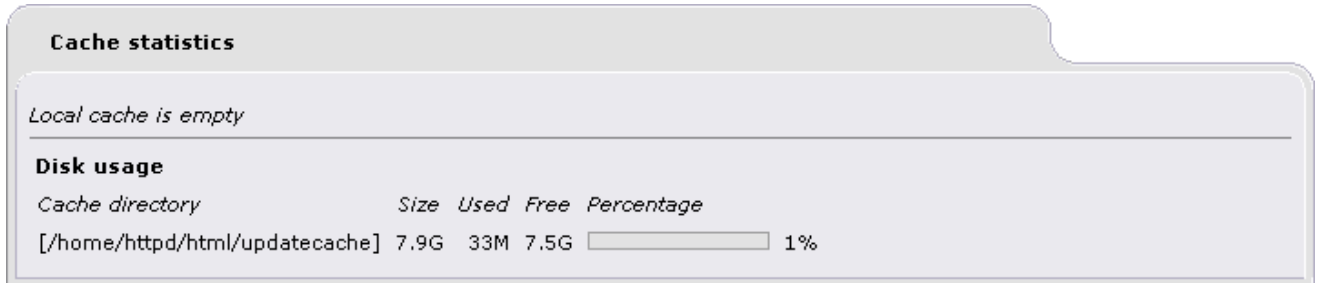 Cache statistics
Local cache is empty
Disk usage
Cache directory Size Used Free Percentage
[/home/httpd/html/updatecache] 7.9G 33M 7.5G 1%